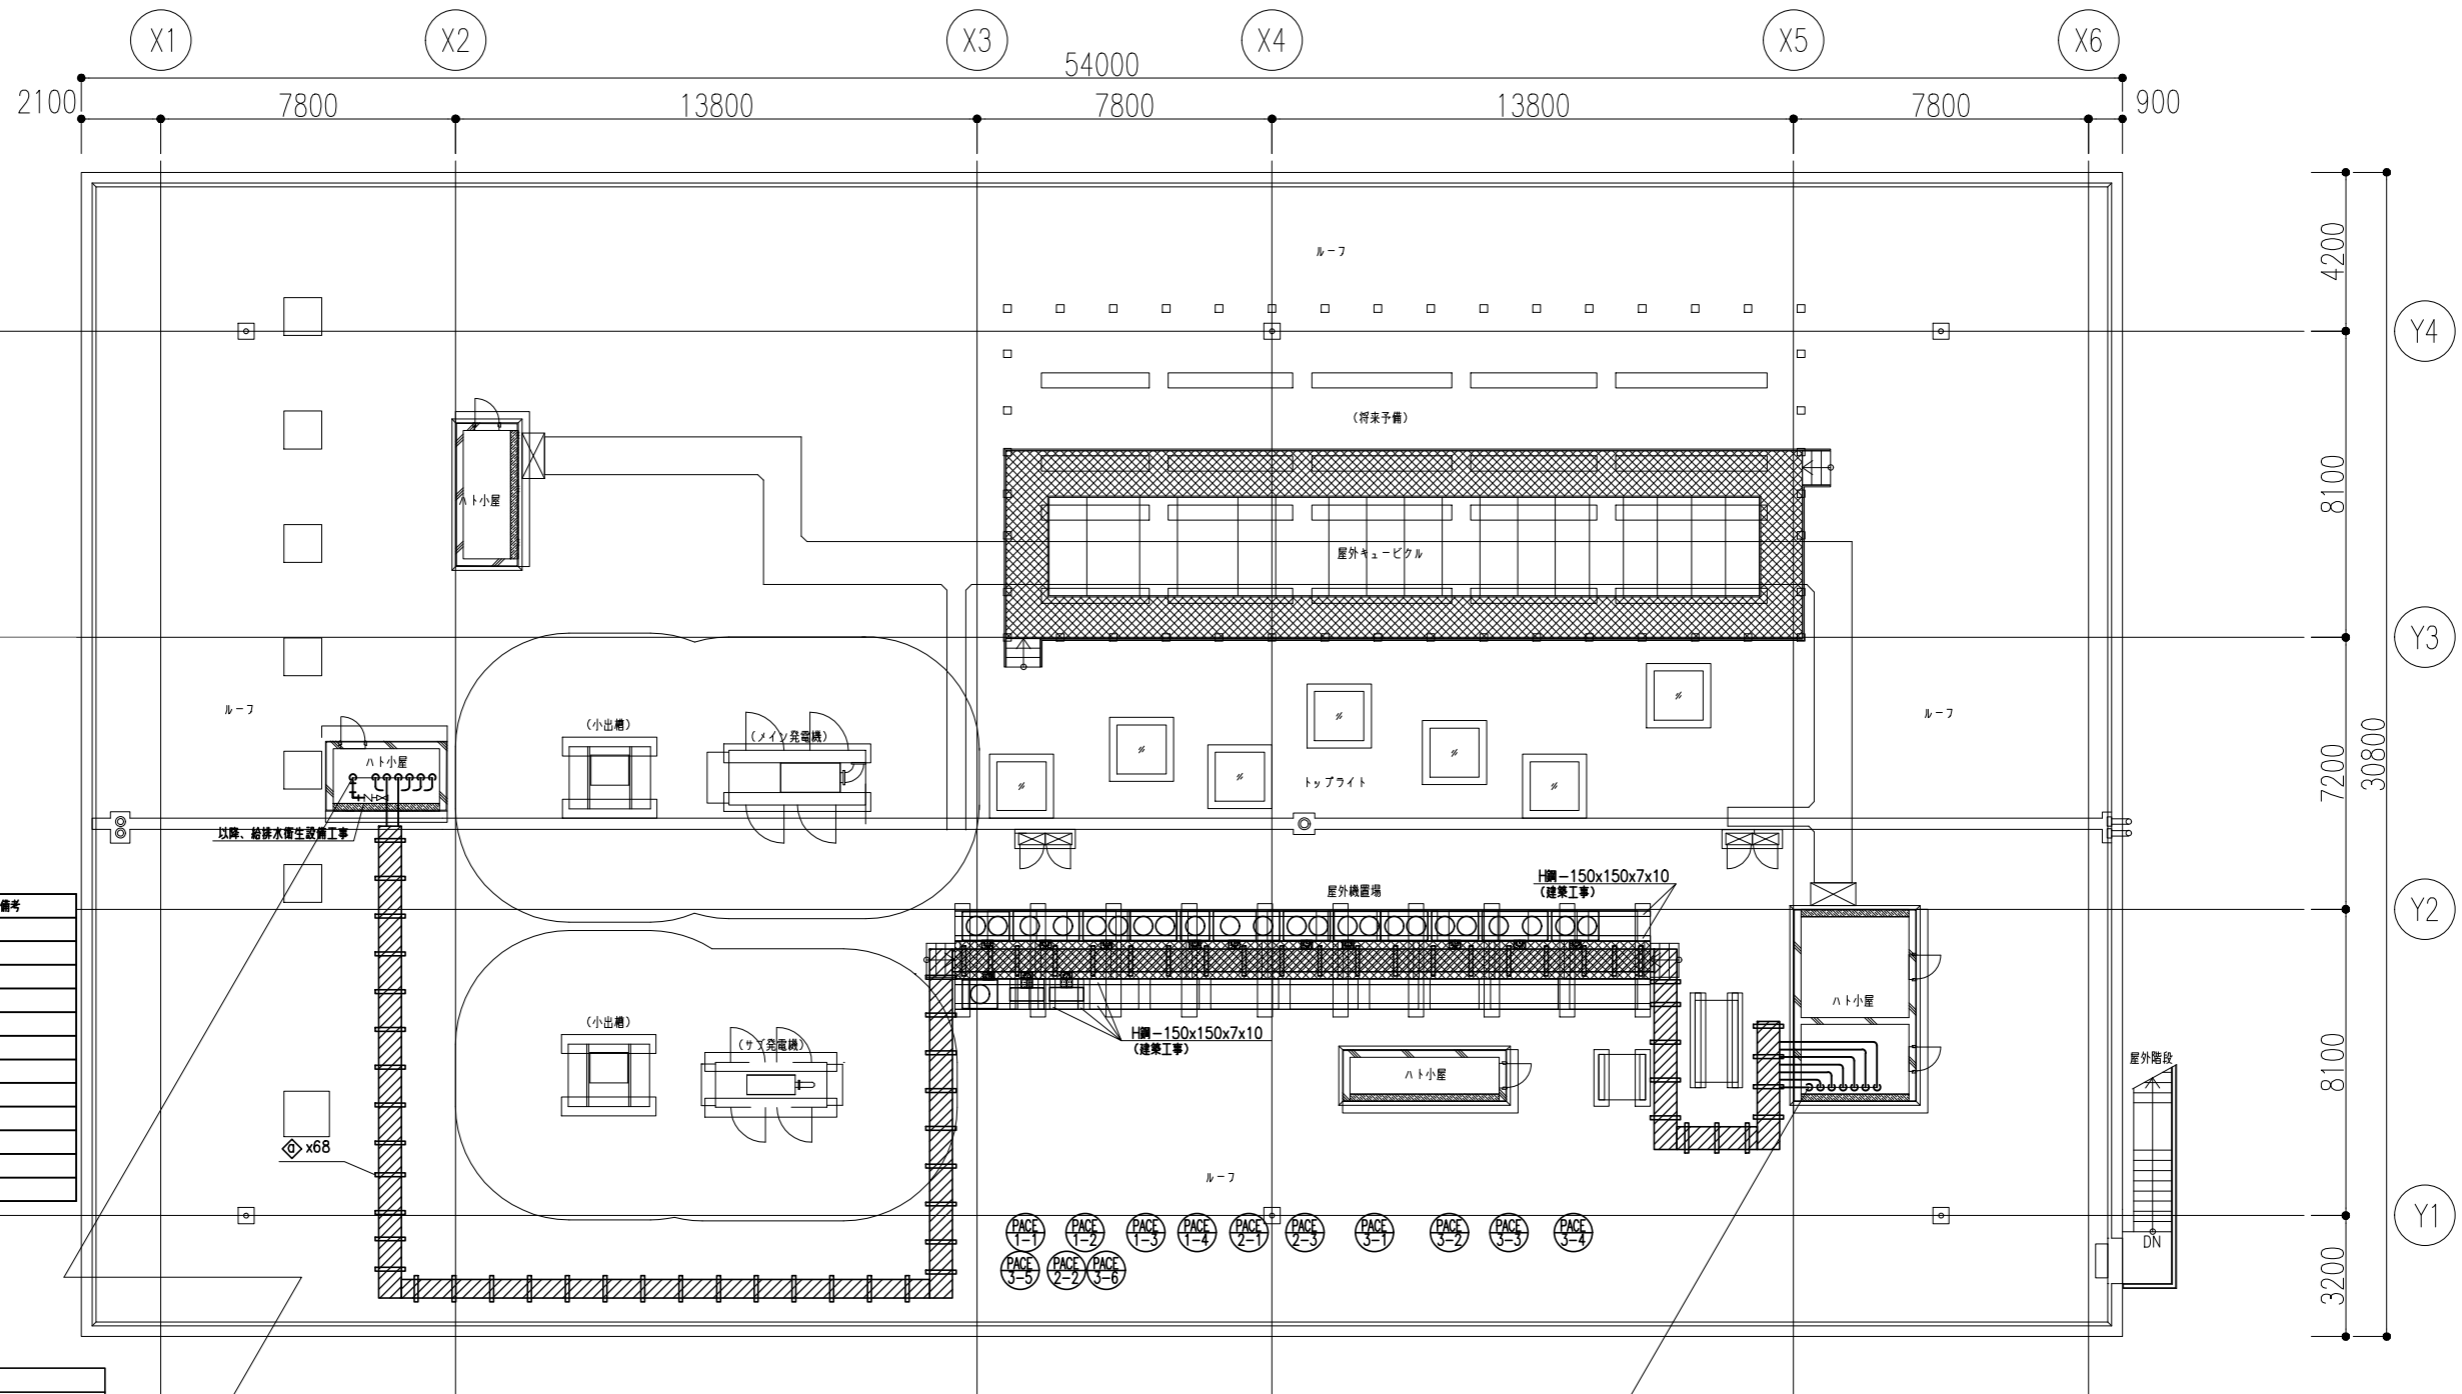 X1
X2
X3
X4
X5
X6
54000
2100
7800
13800
7800
13800
7800
900
ルーフ
4200
Y4
(将来予備)
8100
ハト小屋
屋外キュービクル
Y3
ルーフ
ルーフ
(小出槽)
(メイン発電機)
ハト小屋
トップライト
7200
30800
以降、給排水衛生設備工事
備考
屋外機置場
H鋼-150x150x7x10
(建築工事)
Y2
ハト小屋
(小出槽)
(サブ発電機)
H鋼-150x150x7x10
(建築工事)
ハト小屋
屋外階段
8100
a x68
ルーフ
PACE 1-1
PACE 1-2
PACE 1-3
PACE 1-4
PACE 2-1
PACE 2-3
PACE 3-1
PACE 3-2
PACE 3-3
PACE 3-4
Y1
DN
PACE 3-5
PACE 2-2
PACE 3-6
3200